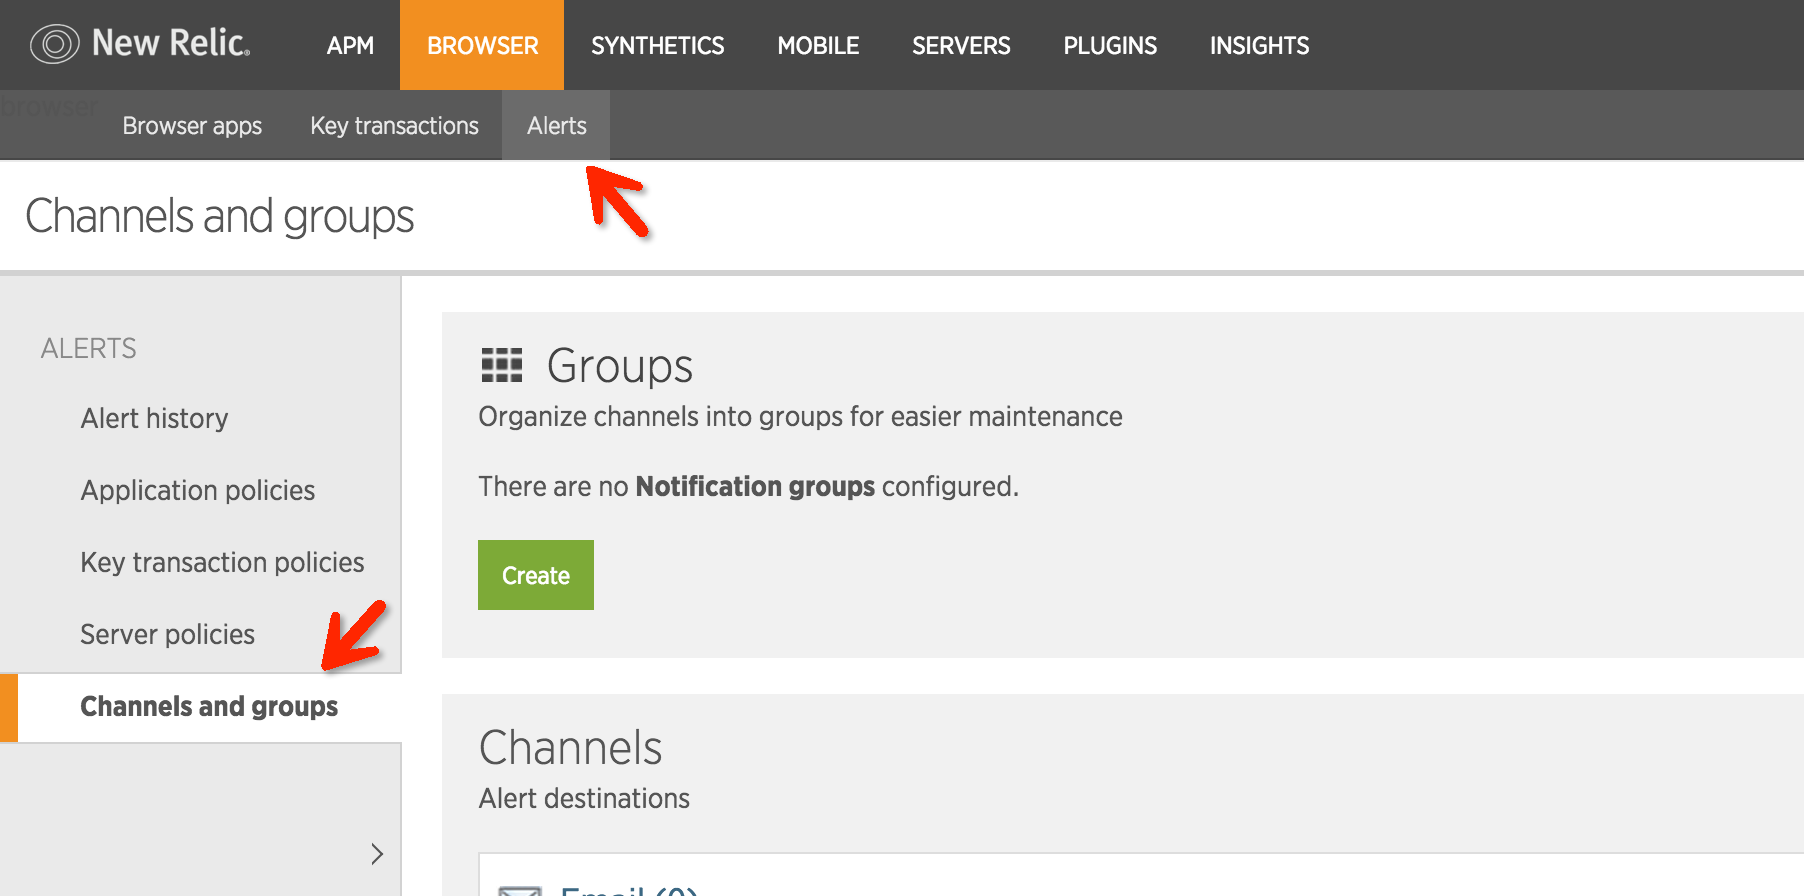 New Relic.
APM BROWSER SYNTHETICS MOBILE SERVERS PLUGINS INSIGHTS
browser
Browser apps Key transactions Alerts
Channels and groups
ALERTS
Alert history
Application policies
Key transaction policies
Server policies
Channels and groups
Groups
Organize channels into groups for easier maintenance
There are no Notification groups configured.
Create
Channels
Alert destinations
Email (0)